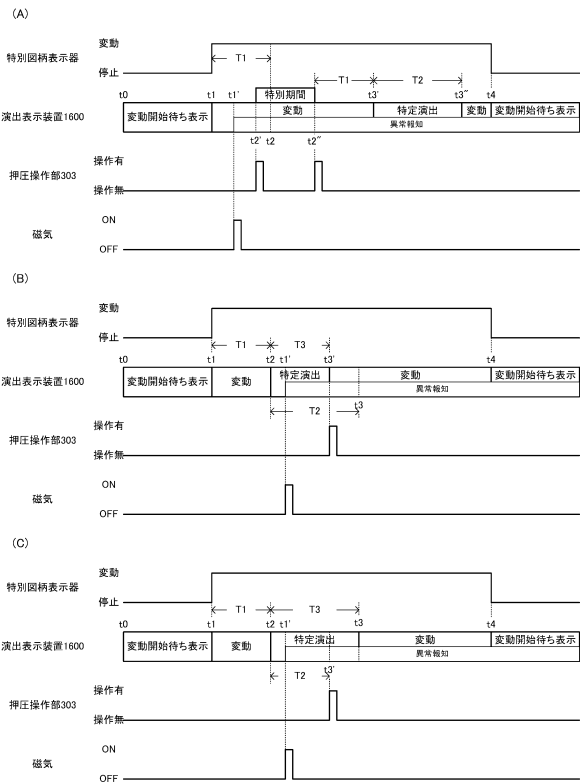 (A)
変動
特別図柄表示器
T1
停止
特別期間
T1
T2
t0
t1
t1'
t3'
t3"
t4
演出表示装置1600
変動開始待ち表示
変動
特定演出
変動
変動開始待ち表示
異常報知
t2'
t2
t2"
操作有
押圧操作部303
操作無
ON
磁気
OFF
(B)
変動
特別図柄表示器
停止
T1
T3
t0
t1
t2
t1'
t3'
t4
演出表示装置1600
変動開始待ち表示
変動
特定演出
変動
変動開始待ち表示
異常報知
T2
t3
操作有
押圧操作部303
操作無
ON
磁気
OFF
(C)
変動
特別図柄表示器
停止
T1
T3
t0
t1
t2
t1'
t3
t4
演出表示装置1600
変動開始待ち表示
変動
特定演出
変動
変動開始待ち表示
異常報知
T2
t3'
操作有
押圧操作部303
操作無
ON
磁気
OFF